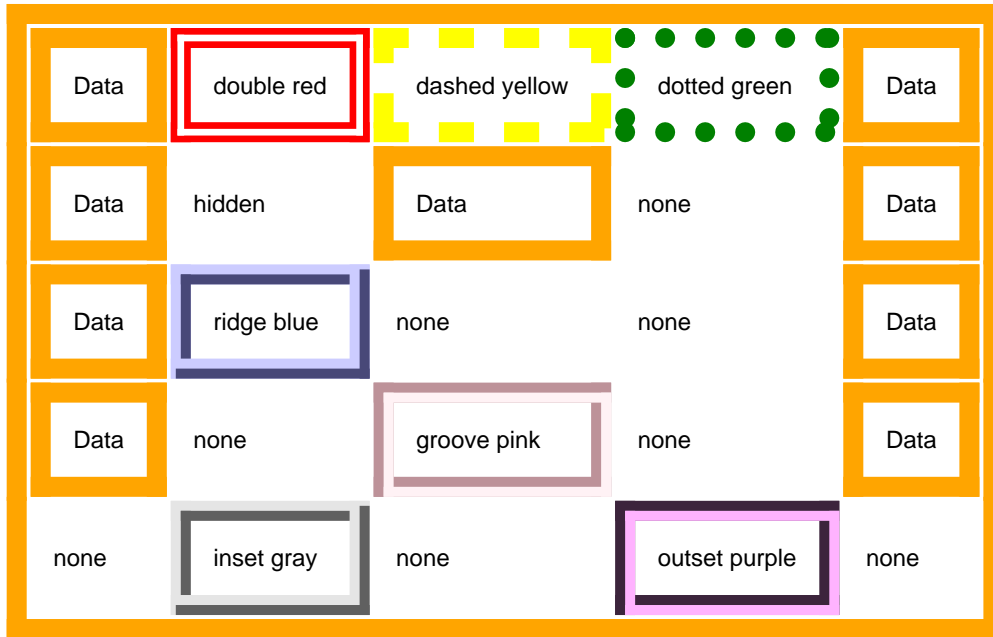 Data double red dashed yellow dotted green Data
Data hidden Data none Data
Data ridge blue none none Data
Data none groove pink none Data
none inset gray none outset purple none